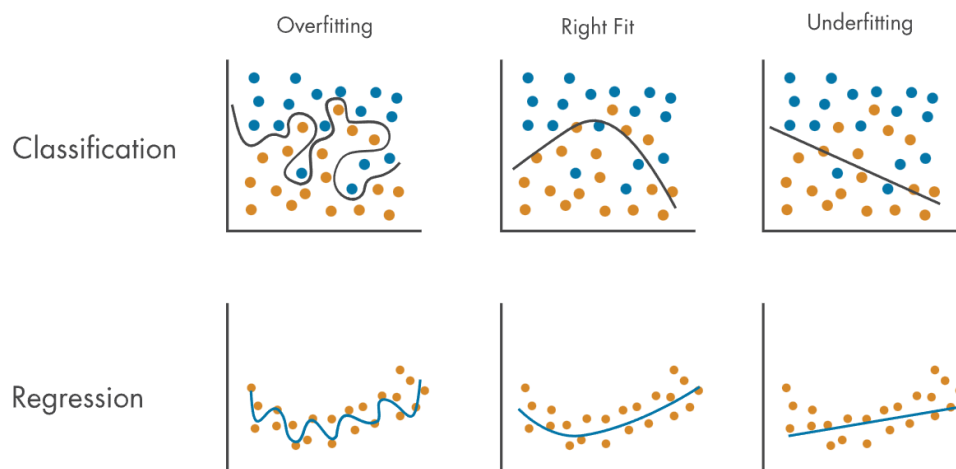 Overfitting
Right Fit
Underfitting
Classification
Regression